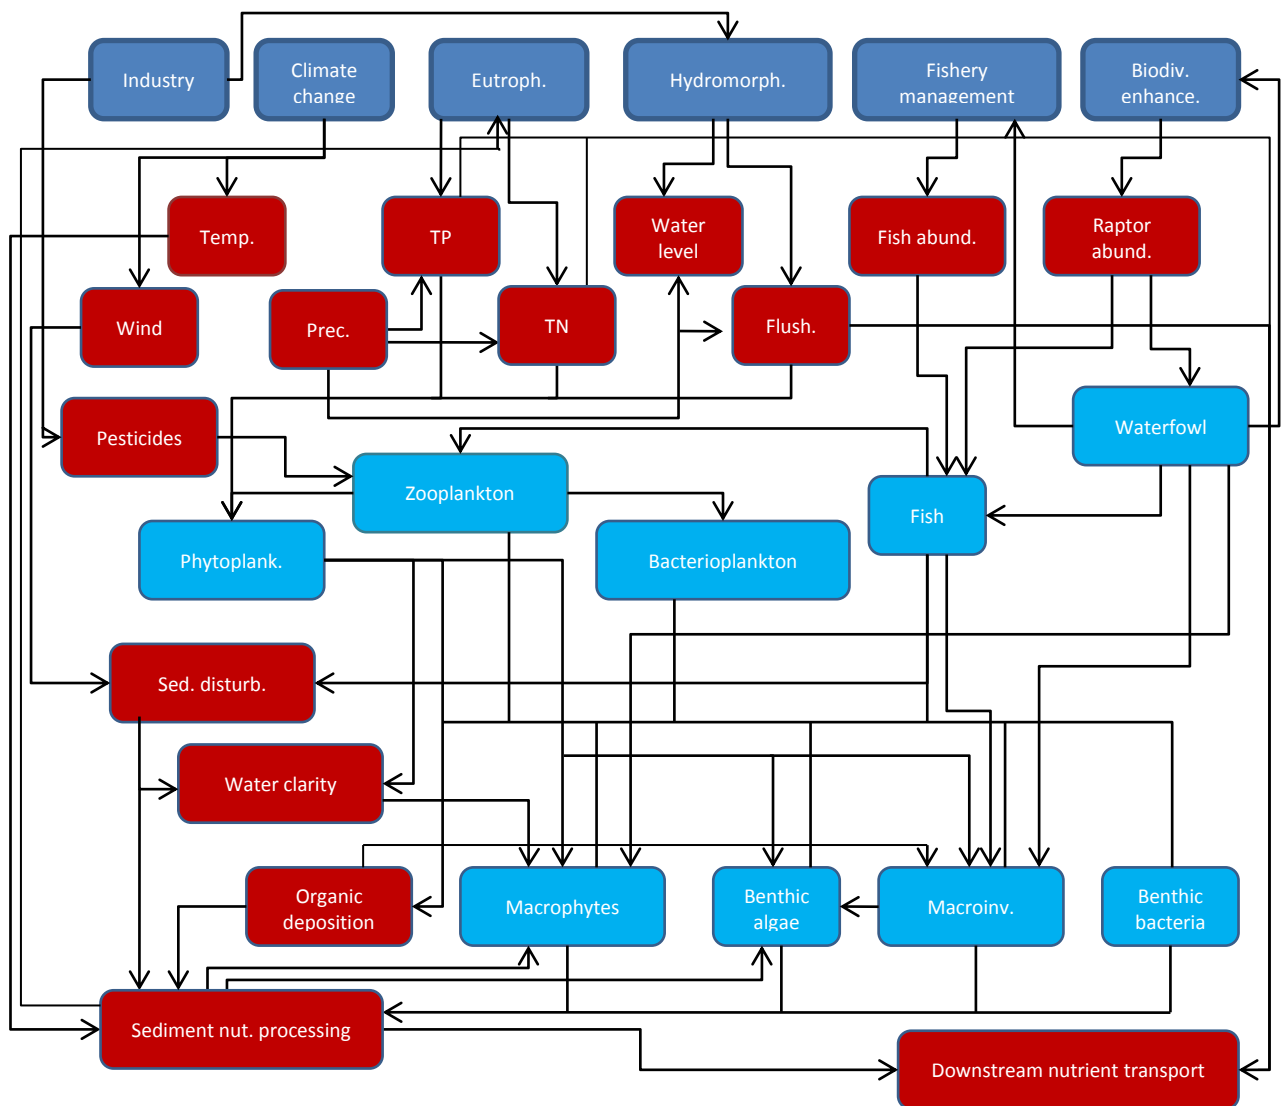 Industry
Climate
change
Eutroph.
Hydromorph.
Fishery
management
Biodiv.
enhance.
Temp.
TP
Water
level
Fish abund.
Raptor
abund.
Wind
Prec.
TN
Flush.
Pesticides
Waterfowl
Zooplankton
Fish
Phytoplank.
Bacterioplankton
Sed. disturb.
Water clarity
Organic
deposition
Macrophytes
Benthic
algae
Macroinv.
Benthic
bacteria
Sediment nut. processing
Downstream nutrient transport